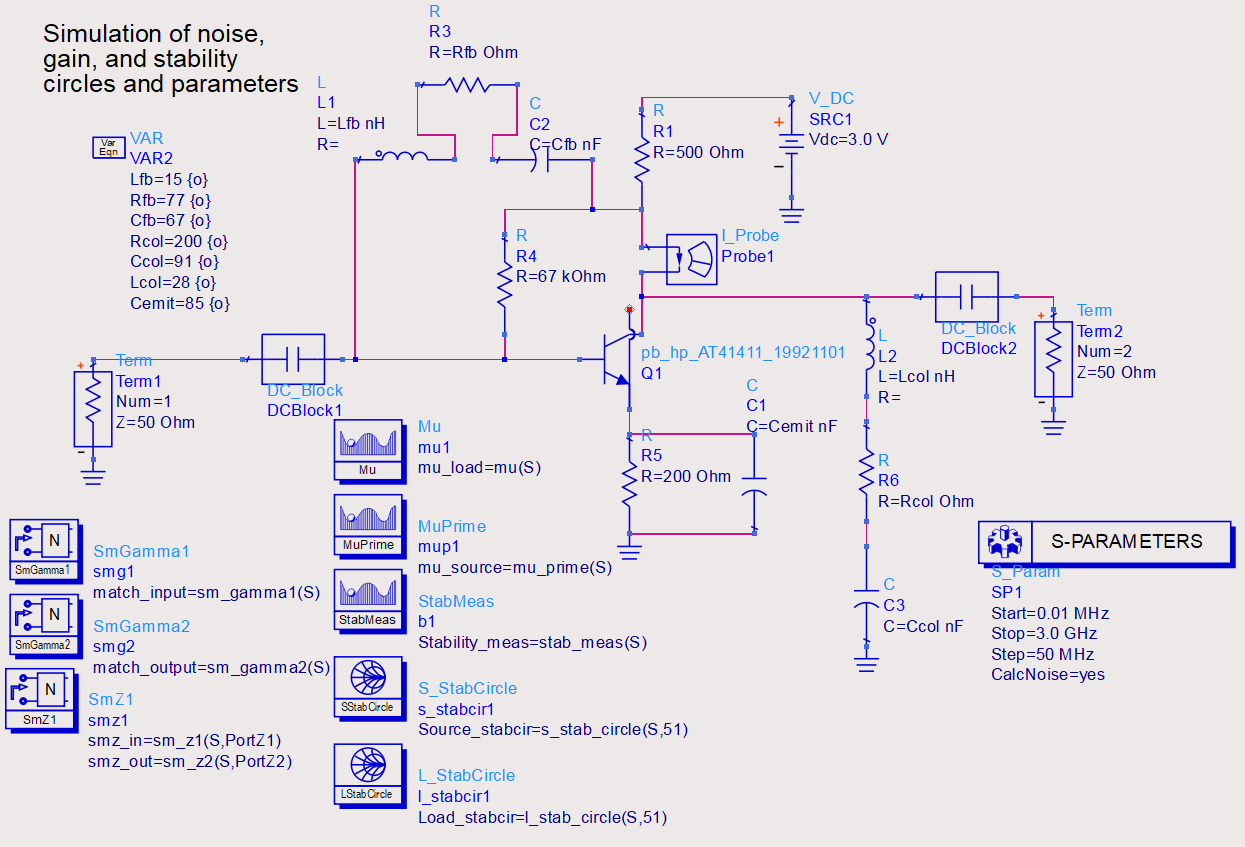 Simulation of noise,
gain, and stability
circles and parameters
R
R3
R=Rfb Ohm
L
L1
L=Lfb nH
R=
C
C2
C=Cfb nF
R
R1
R=500 Ohm
+
V_DC
SRC1
Vdc=3.0 V
Var
Eqn
VAR
VAR2
Lfb=15 {o}
Rfb=77 {o}
Cfb=67 {o}
Rcol=200 {o}
Ccol=91 {o}
Lcol=28 {o}
Cemit=85 {o}
R
R4
R=67 kOhm
I_Probe
Probe1
DC_Block
DCBlock2
+
Term
Term2
Num=2
Z=50 Ohm
+
Term
Term1
Num=1
Z=50 Ohm
DC_Block
DCBlock1
pb_hp_AT41411_19921101
Q1
L
L2
L=Lcol nH
R=
C
C1
C=Cemit nF
R
R5
R=200 Ohm
R
R6
R=Rcol Ohm
C
C3
C=Ccol nF
Mu
Mu
mu1
mu_load=mu(S)
MuPrime
MuPrime
mup1
mu_source=mu_prime(S)
StabMeas
StabMeas
b1
Stability_meas=stab_meas(S)
SStabCircle
S_StabCircle
s_stabcir1
Source_stabcir=s_stab_circle(S,51)
LStabCircle
L_StabCircle
l_stabcir1
Load_stabcir=l_stab_circle(S,51)
N
SmGamma1
SmGamma1
smg1
match_input=sm_gamma1(S)
N
SmGamma2
SmGamma2
smg2
match_output=sm_gamma2(S)
N
SmZ1
SmZ1
smz1
smz_in=sm_z1(S,PortZ1)
smz_out=sm_z2(S,PortZ2)
S-PARAMETERS
S_Param
SP1
Start=0.01 MHz
Stop=3.0 GHz
Step=50 MHz
CalcNoise=yes